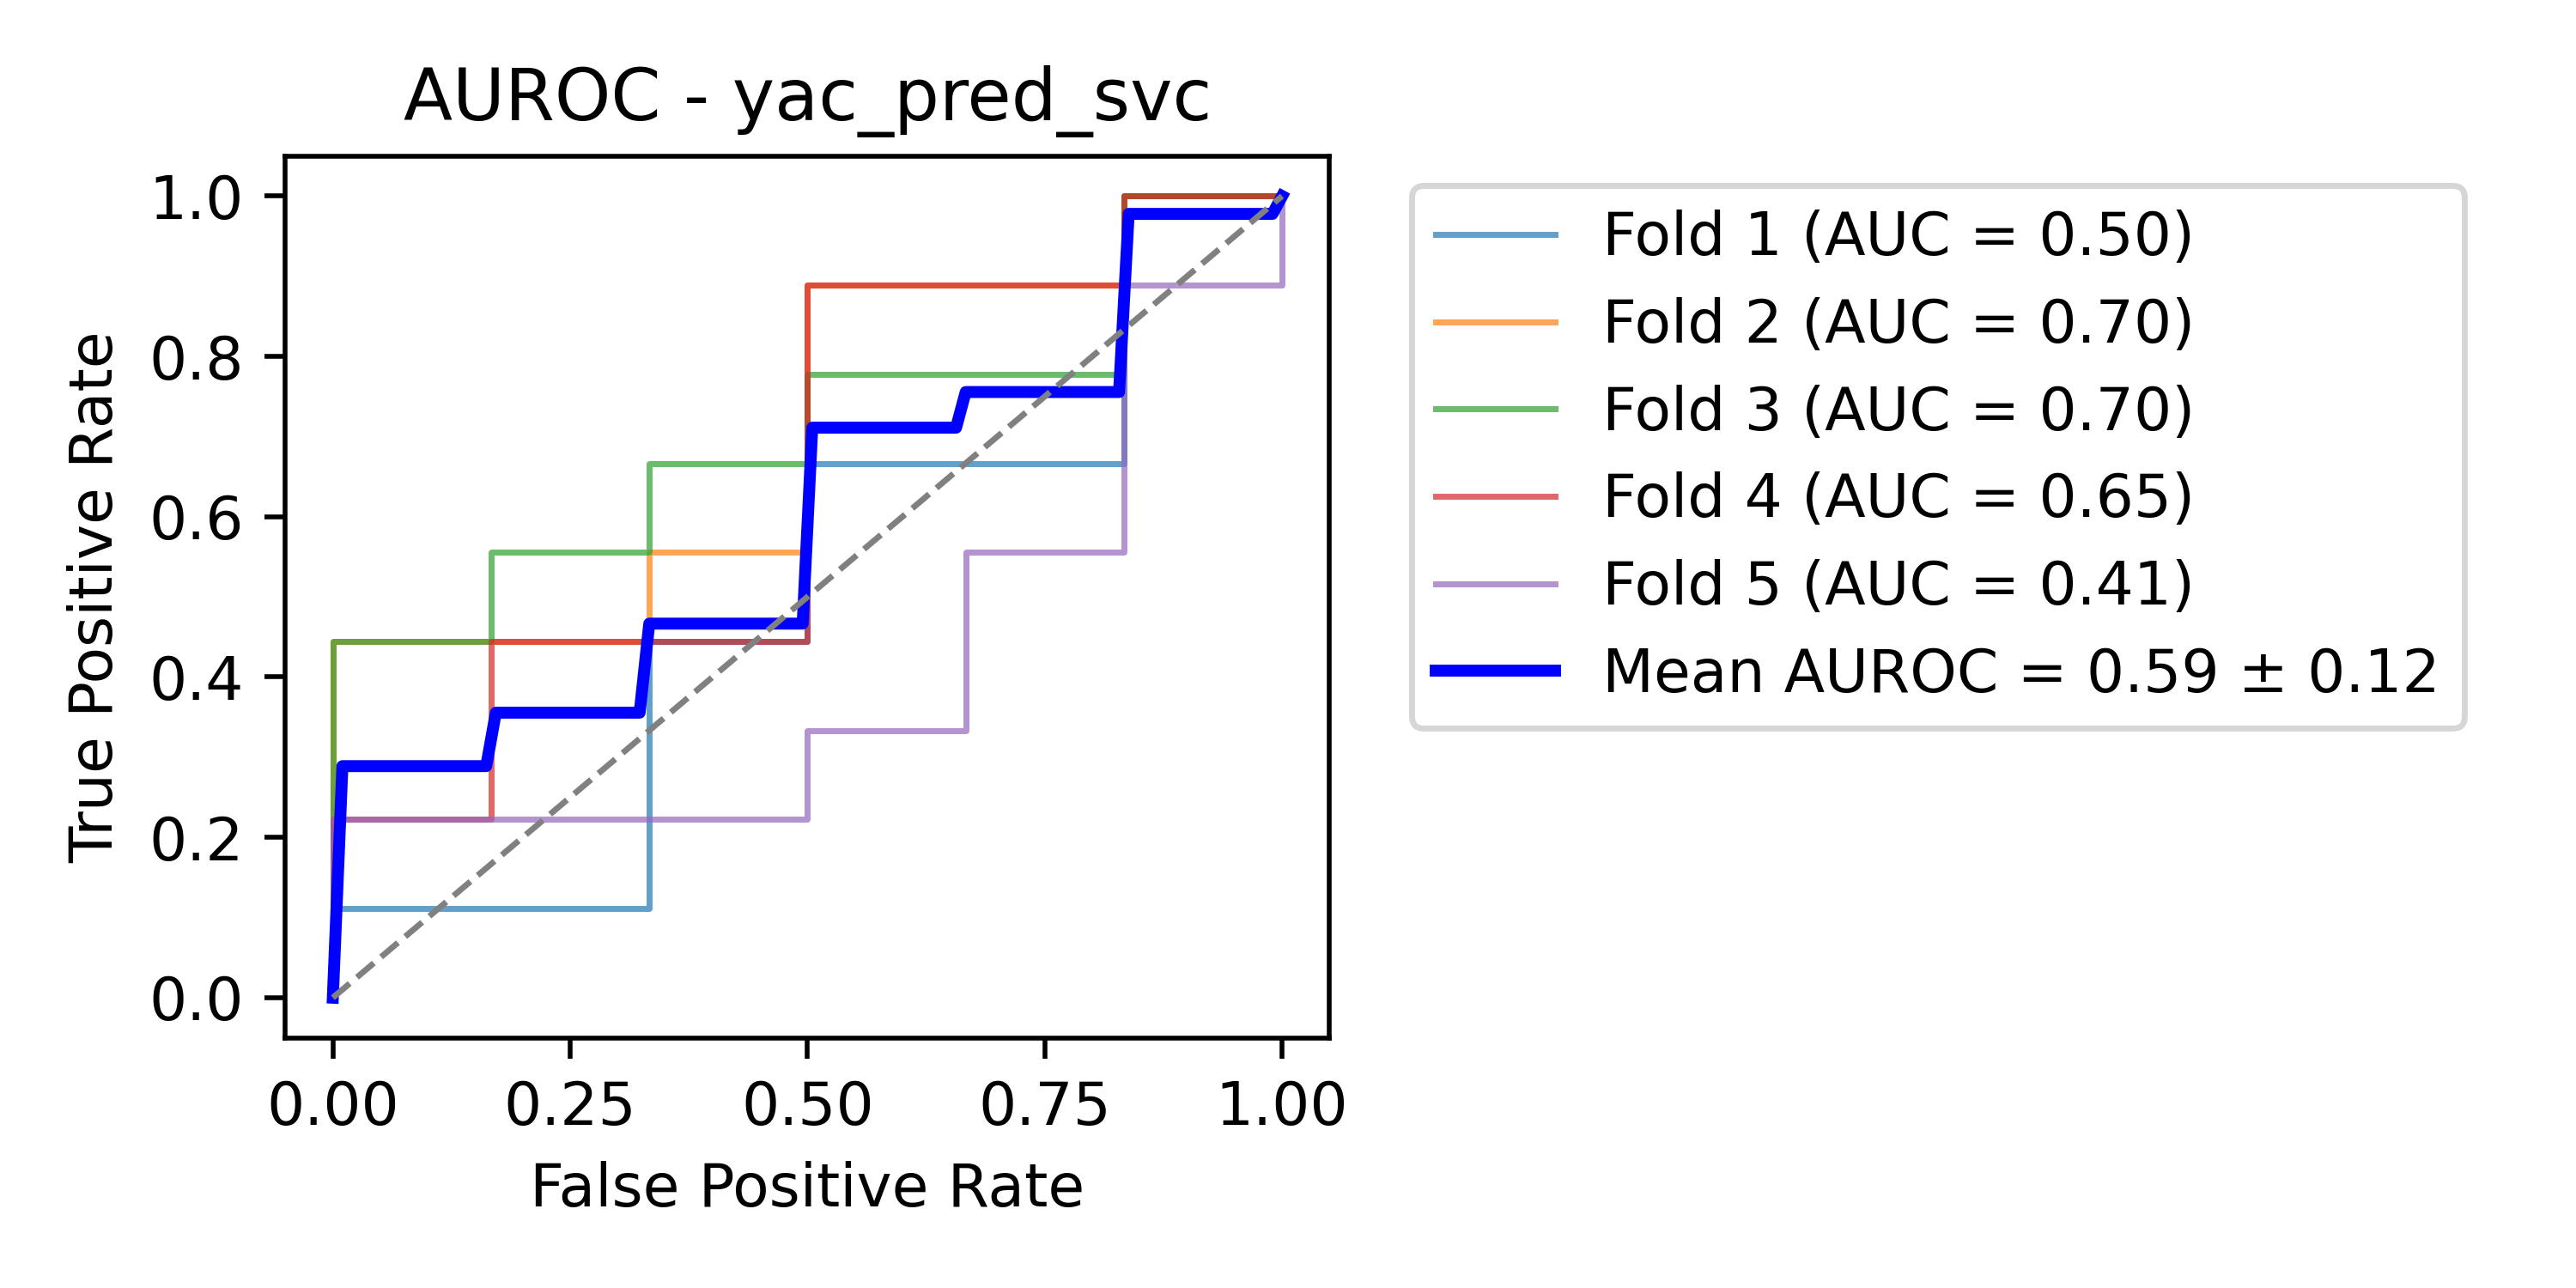 AUROC - yac_pred_svc
True Positive Rate
1.0
0.8
0.6
0.4
0.2
0.0
0.00 0.25 0.50 0.75 1.00
False Positive Rate
Fold 1 (AUC = 0.50)
Fold 2 (AUC = 0.70)
Fold 3 (AUC = 0.70)
Fold 4 (AUC = 0.65)
Fold 5 (AUC = 0.41)
Mean AUROC = 0.59 ± 0.12